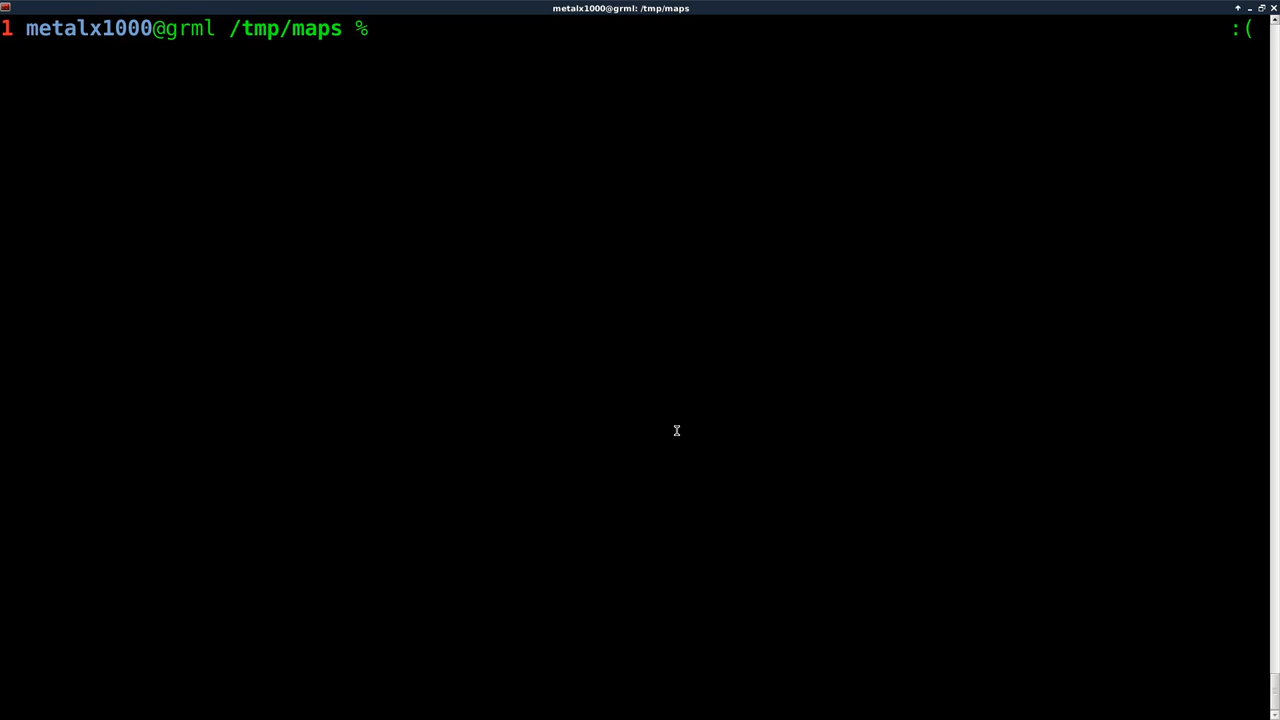 metalx1000@grml: /tmp/maps
1 metalx1000@grml /tmp/maps % :(